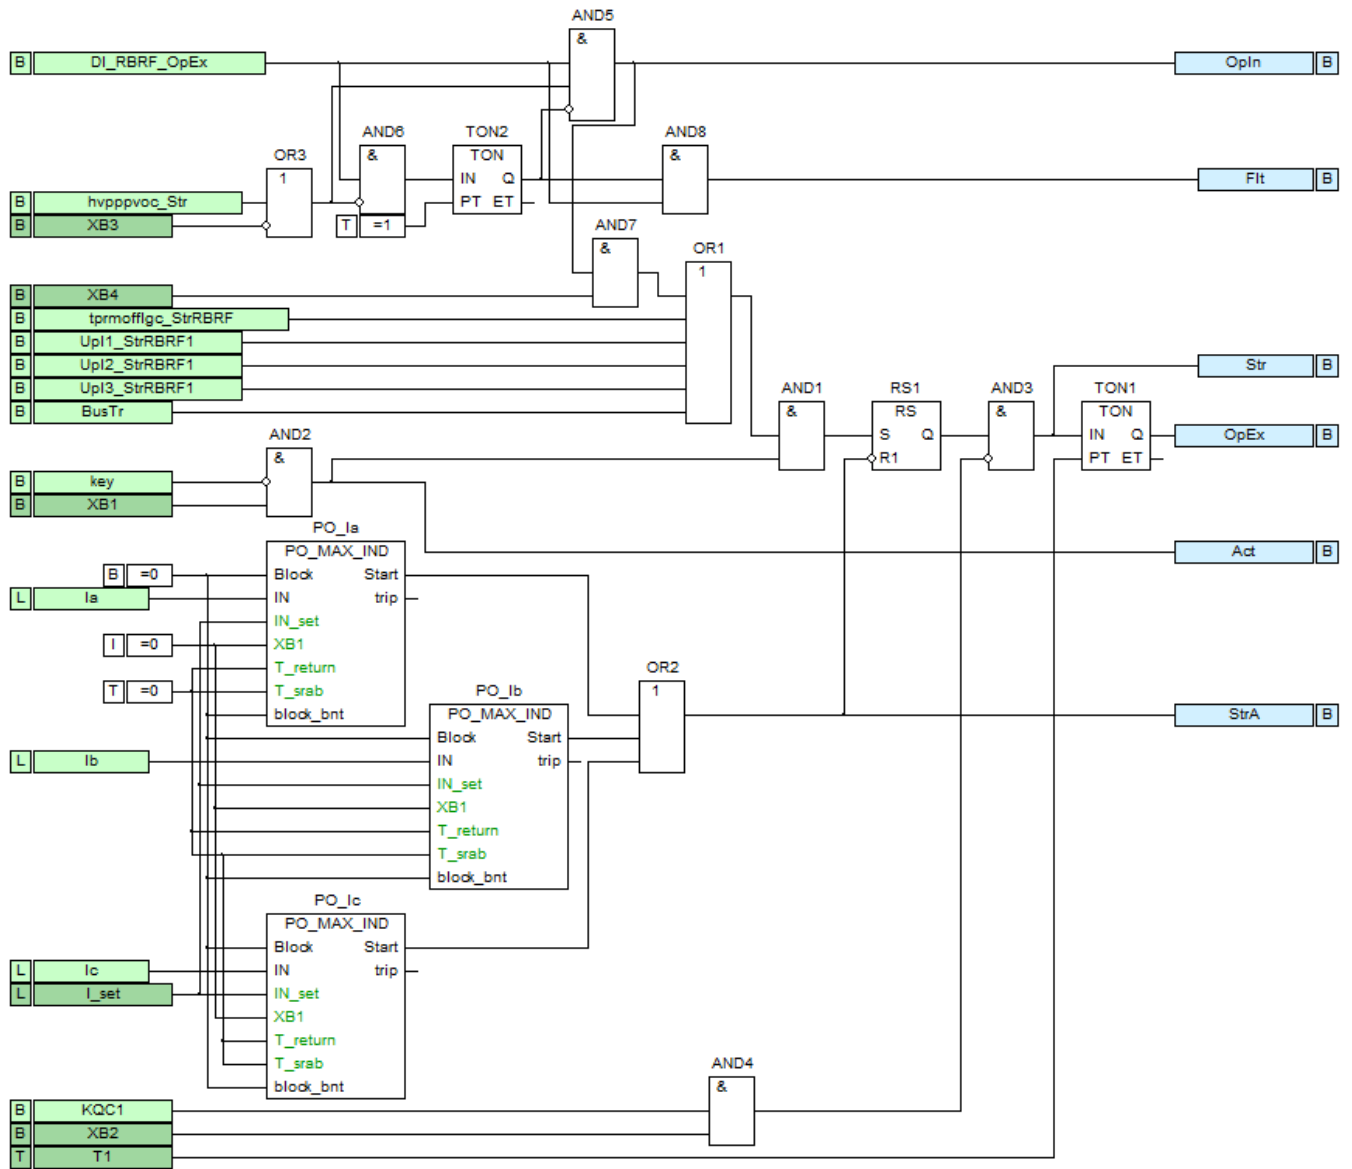 AND5
&
B DI_RBRF_OpEx
OpIn B
AND6
&
TON2
TON
IN Q
PT ET
AND8
&
OR3
1
B hvpppvoc_Str
B XB3
T =1
Flt B
AND7
&
OR1
1
B XB4
B tprmofflgc_StrRBRF
B UpI1_StrRBRF1
B UpI2_StrRBRF1
B UpI3_StrRBRF1
B BusTr
Str B
AND1
&
RS1
RS
S Q
R1
AND3
&
TON1
TON
IN Q
PT ET
OpEx B
AND2
&
B key
B XB1
Act B
PO_Ia
PO_MAX_IND
Block Start
IN trip
IN_set
XB1
T_return
T_srab
block_bnt
B =0
L Ia
I =0
T =0
PO_Ib
PO_MAX_IND
Block Start
IN trip
IN_set
XB1
T_return
T_srab
block_bnt
OR2
1
StrA B
L Ib
PO_Ic
PO_MAX_IND
Block Start
IN trip
IN_set
XB1
T_return
T_srab
block_bnt
L Ic
L I_set
AND4
&
B KQC1
B XB2
T T1